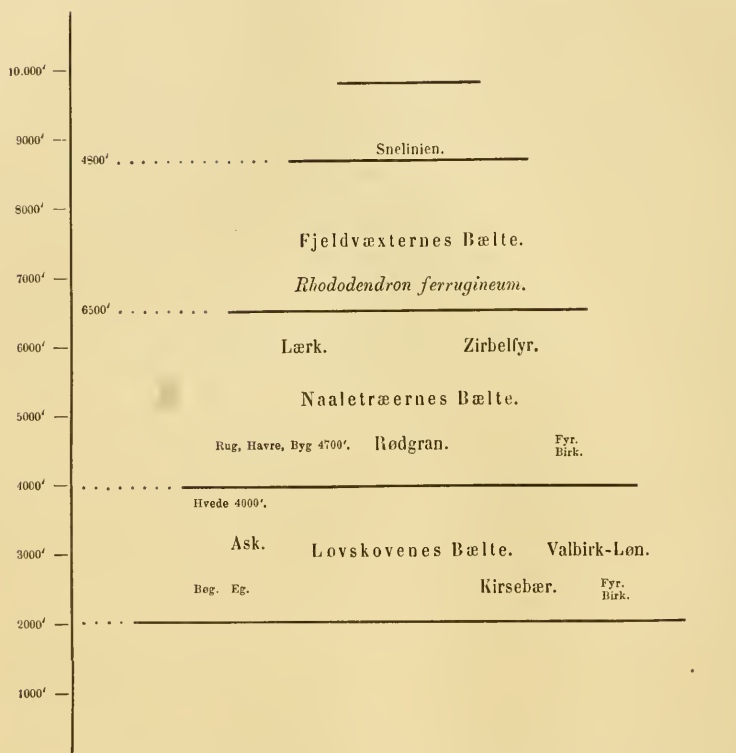 10.000'
9000'
Snelinien.
4800'
8000'
Fjeldvæxternes Bælte.
7000'
Rhododendron ferrugineum.
6500'
6000'
Lærk. Zirbelfyr.
Naaletræernes Bælte.
5000'
Rug, Havre, Byg 4700'. Rødgran. Fyr.
Birk.
4000'
Hvede 4000'.
3000'
Ask. Løvskovenes Bælte. Valbirk-Løn.
Bøg. Eg. Kirsebær. Fyr.
Birk.
2000'
1000'